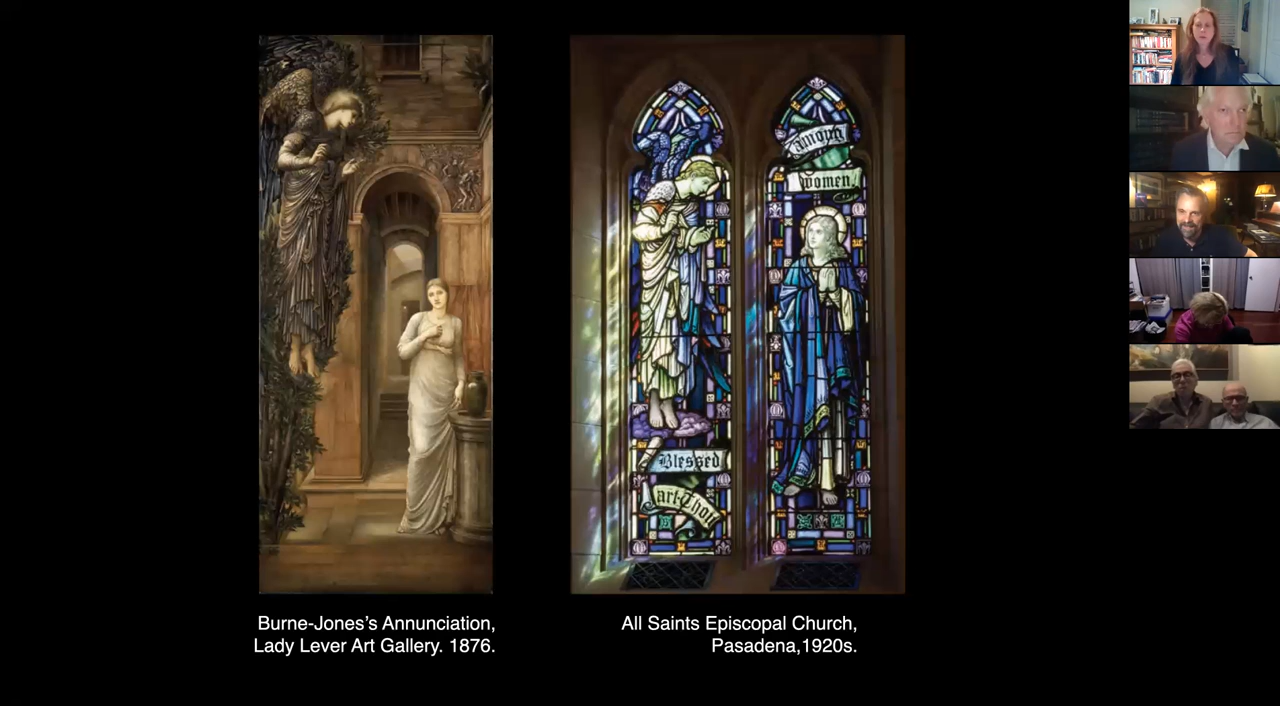 among
women
Blessed
art·Thou
Burne-Jones's Annunciation,
Lady Lever Art Gallery. 1876.
All Saints Episcopal Church,
Pasadena,1920s.